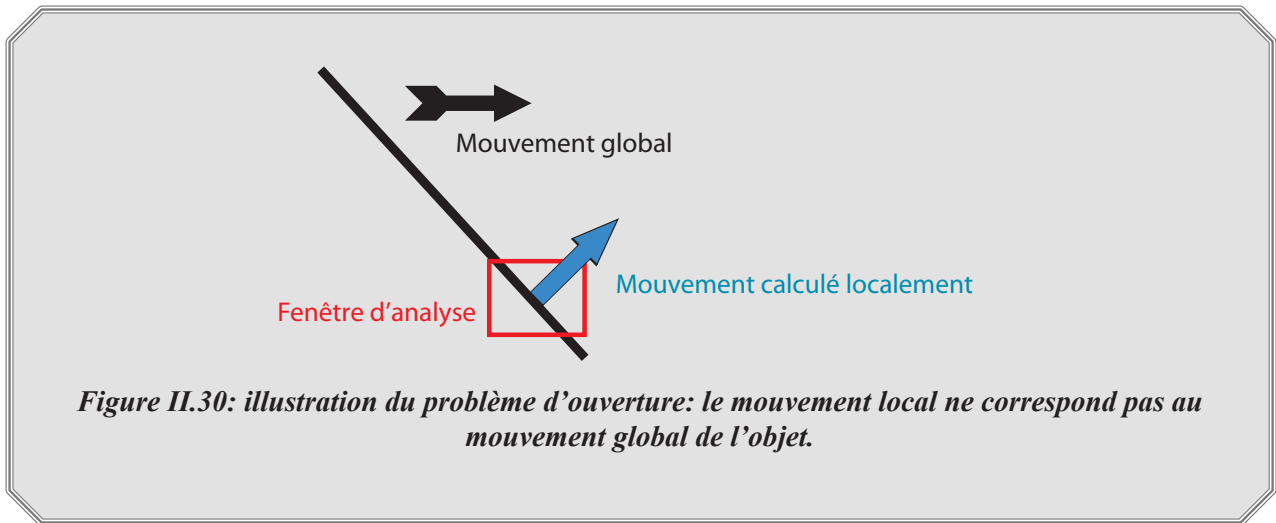 Mouvement global
Mouvement calculé localement
Fenêtre d’analyse
Figure II.30: illustration du problème d’ouverture: le mouvement local ne correspond pas au
mouvement global de l’objet.